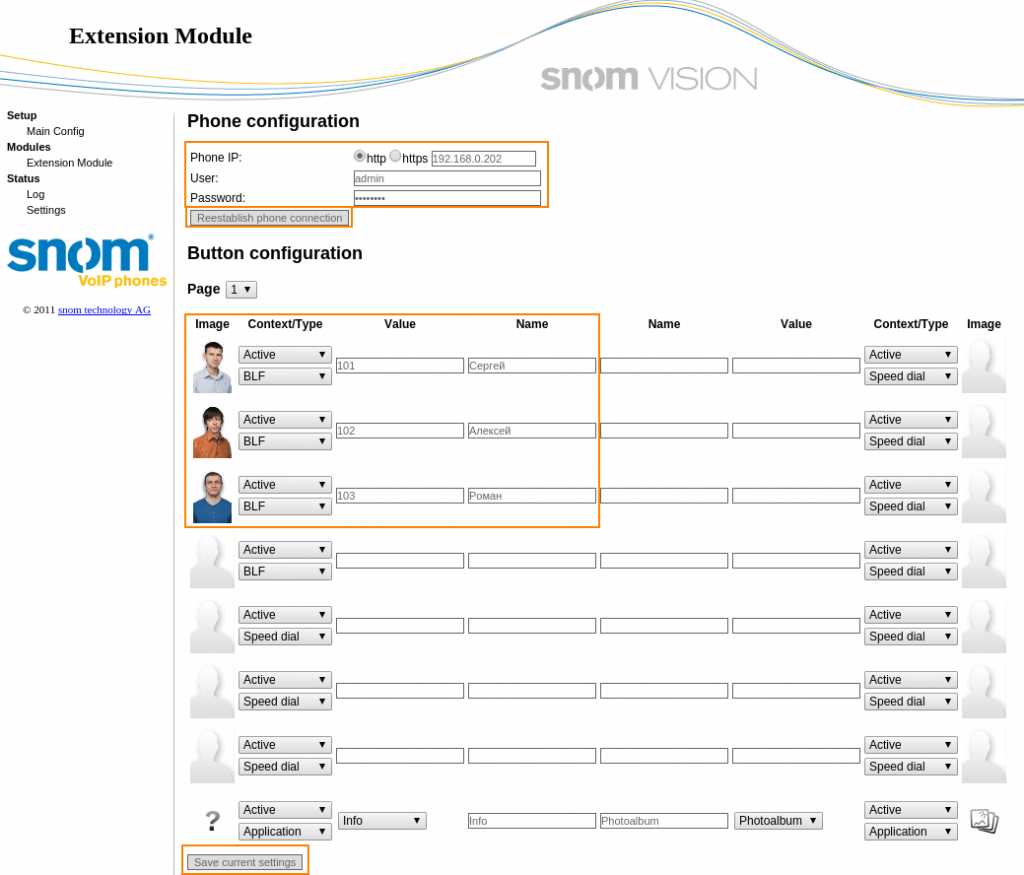 Extension Module
snom VISION
Setup
Main Config
Modules
Extension Module
Status
Log
Settings
snom®
VoIP phones
© 2011 snom technology AG
Phone configuration
Phone IP: http https 192.168.0.202
User: admin
Password: ••••••••
Reestablish phone connection
Button configuration
Page 1
Image Context/Type Value Name Name Value Context/Type Image
Active Active
BLF 101 Сергей Speed dial
Active Active
BLF 102 Алексей Speed dial
Active Active
BLF 103 Роман Speed dial
Active Active
BLF Speed dial
Active Active
Speed dial Speed dial
Active Active
Speed dial Speed dial
Active Active
Speed dial Speed dial
Active Active
? Info Info Photoalbum Photoalbum
Application Application
Save current settings